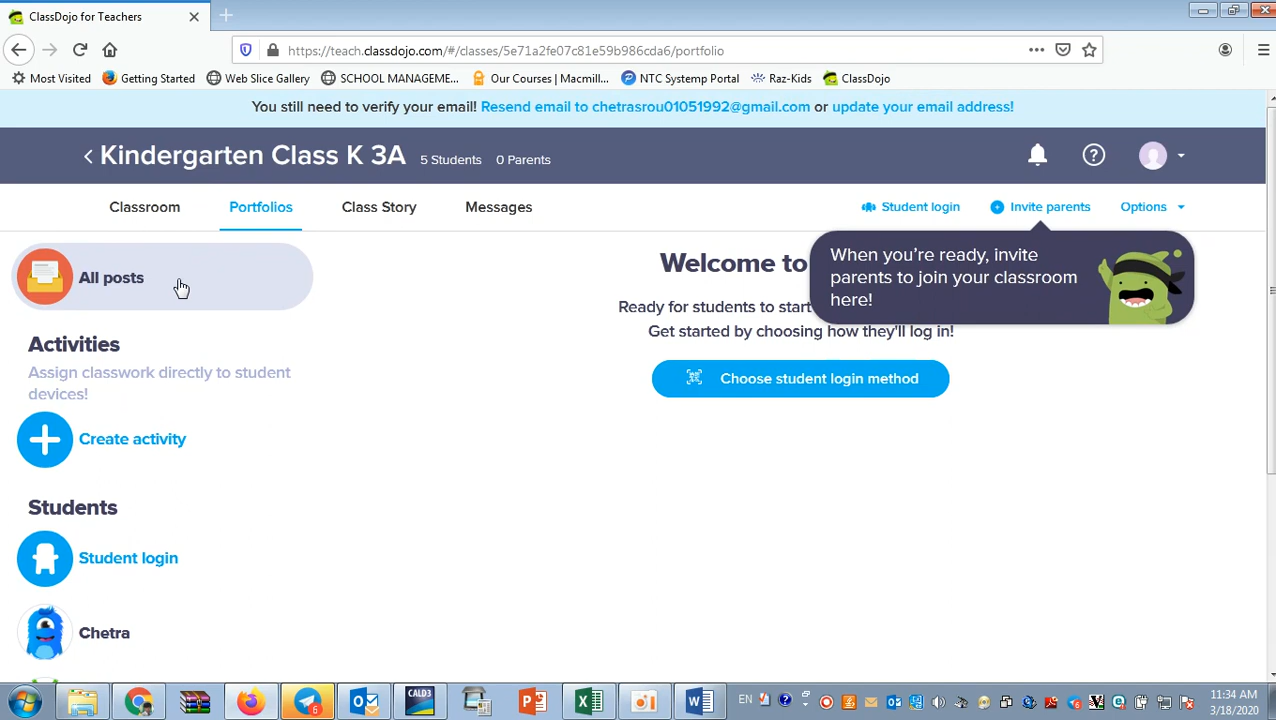 ClassDojo for Teachers
https://teach.classdojo.com/#/classes/5e71a2fe07c81e59b986cda6/portfolio
Most Visited Getting Started Web Slice Gallery SCHOOL MANAGEME... Our Courses | Macmill... NTC Systemp Portal Raz-Kids ClassDojo
You still need to verify your email! Resend email to chetrasrou01051992@gmail.com or update your email address!
Kindergarten Class K 3A 5 Students 0 Parents
Classroom Portfolios Class Story Messages Student login Invite parents Options
All posts
Activities
Assign classwork directly to student
devices!
Create activity
Students
Student login
Chetra
Welcome to
Ready for students to start
Get started by choosing how they'll log in!
Choose student login method
When you're ready, invite
parents to join your classroom
here!
6 CALD3 EN 11:34 AM
3/18/2020